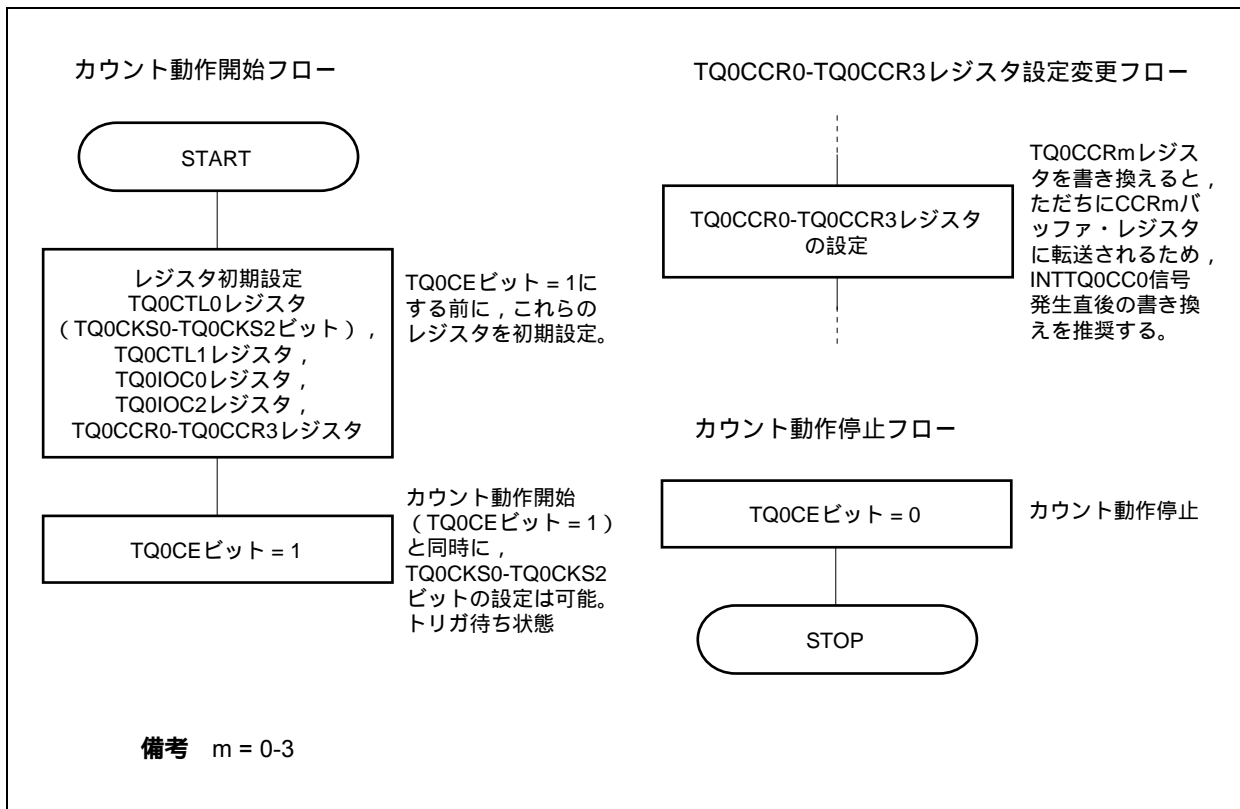 カウント動作開始フロー
START
レジスタ初期設定
TQ0CTL0レジスタ
（TQ0CKS0-TQ0CKS2ビット），
TQ0CTL1レジスタ，
TQ0IOC0レジスタ，
TQ0IOC2レジスタ，
TQ0CCR0-TQ0CCR3レジスタ
TQ0CEビット = 1に
する前に，これらの
レジスタを初期設定。
TQ0CEビット = 1
カウント動作開始
（TQ0CEビット = 1）
と同時に，
TQ0CKS0-TQ0CKS2
ビットの設定は可能。
トリガ待ち状態
TQ0CCR0-TQ0CCR3レジスタ設定変更フロー
TQ0CCR0-TQ0CCR3レジスタ
の設定
TQ0CCRmレジス
タを書き換えると，
ただちにCCRmバ
ッファ・レジスタ
に転送されるため，
INTTQ0CC0信号
発生直後の書き換
えを推奨する。
カウント動作停止フロー
TQ0CEビット = 0
カウント動作停止
STOP
備考 m = 0-3